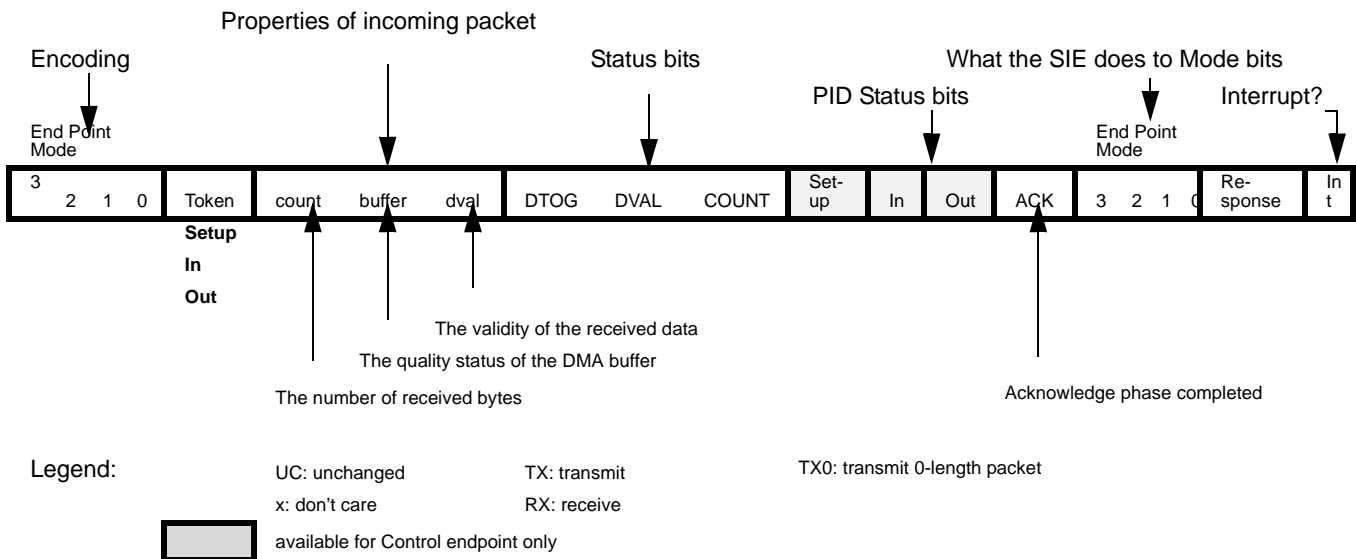 Properties of incoming packet
Encoding
Status bits
What the SIE does to Mode bits
PID Status bits
Interrupt?
End Point
Mode
End Point
Mode
3
2 1 0
Token
count buffer dval
DTOG DVAL COUNT
Set-
up
In
Out
ACK
3 2 1 0
Re-
sponse
In
t
Setup
In
Out
The validity of the received data
The quality status of the DMA buffer
The number of received bytes
Acknowledge phase completed
Legend:
UC: unchanged
TX: transmit
TX0: transmit 0-length packet
x: don't care
RX: receive
available for Control endpoint only